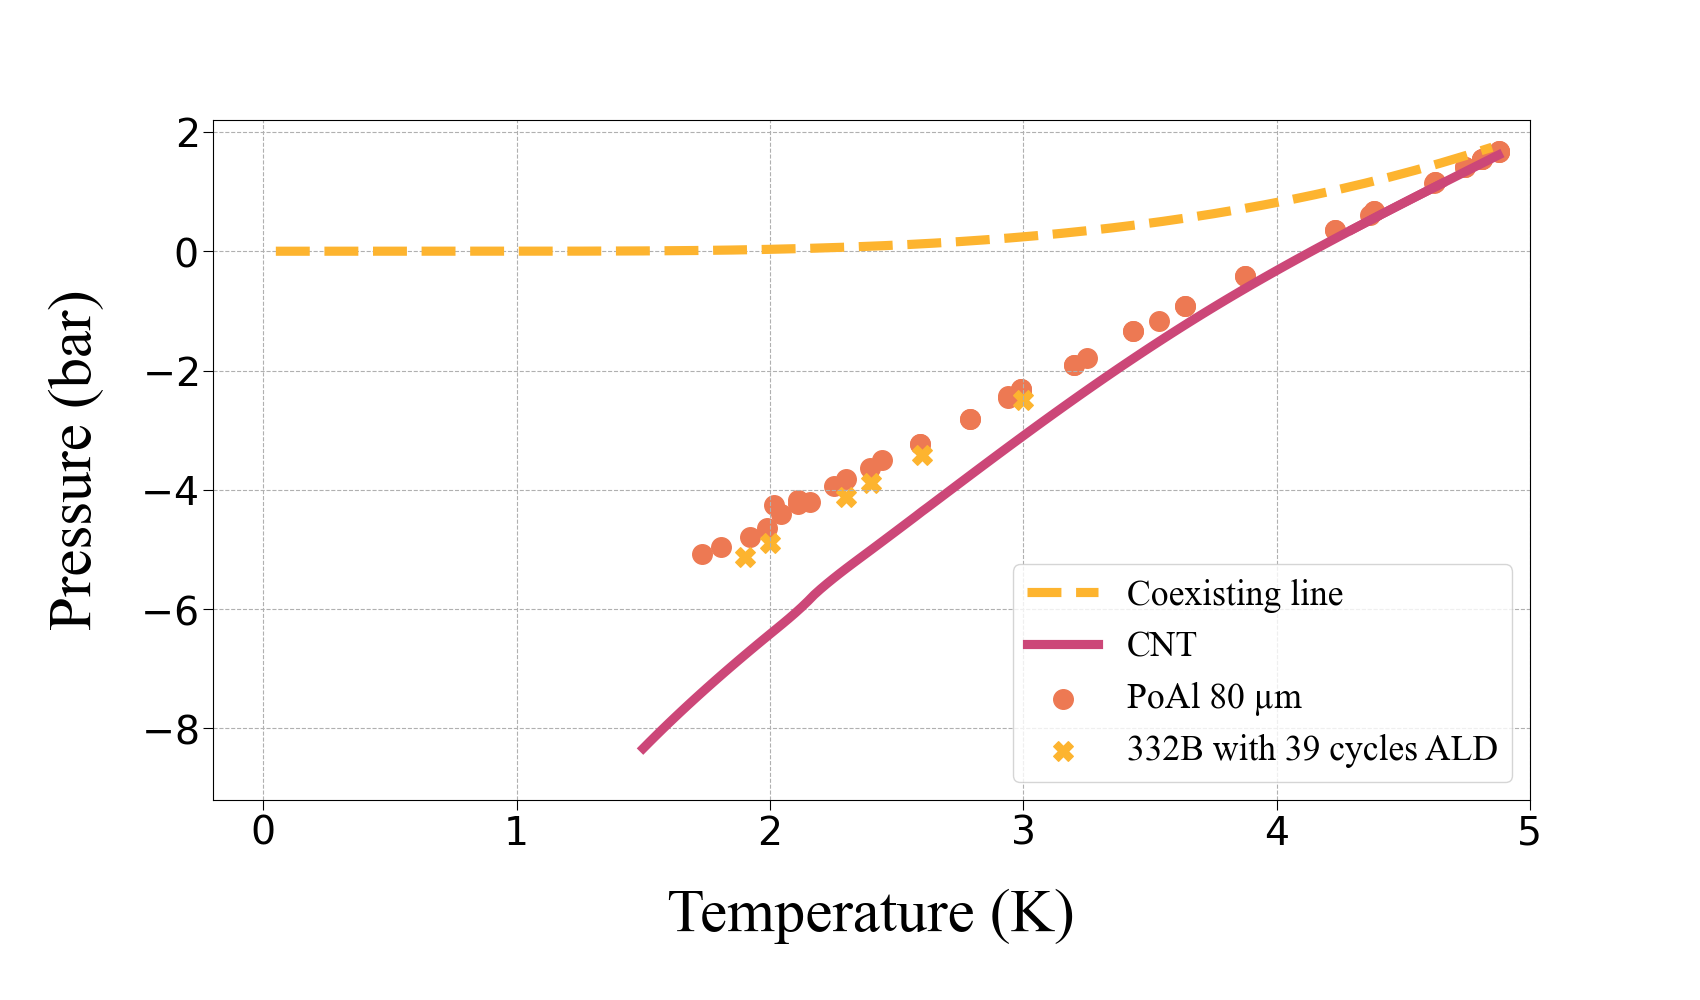 2
0
−2
−4
−6
−8
Pressure (bar)
Coexisting line
CNT
PoAl 80 µm
332B with 39 cycles ALD
0 1 2 3 4 5
Temperature (K)